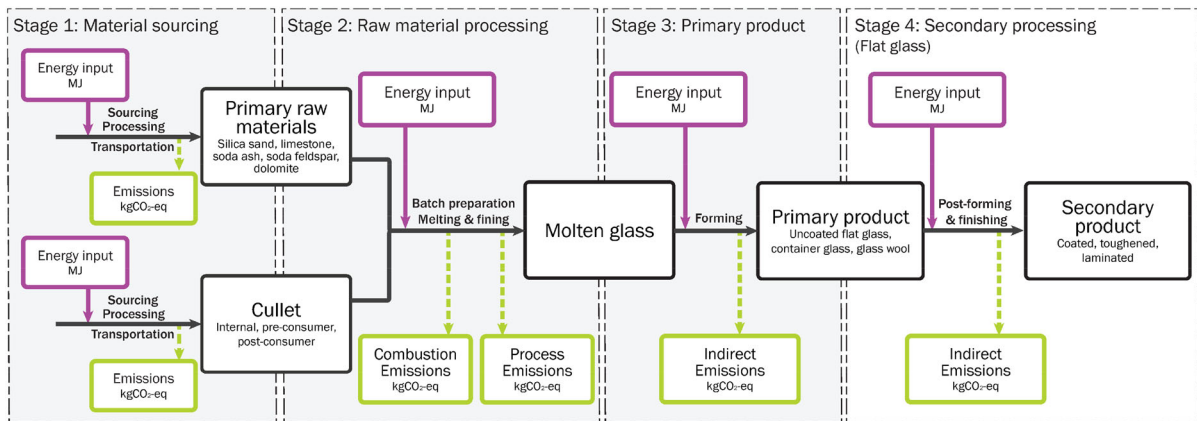 Stage 1: Material sourcing
Energy input
MJ
Sourcing
Processing
Transportation
Emissions
kgCO₂-eq
Primary raw
materials
Silica sand, limestone,
soda ash, soda feldspar,
dolomite
Energy input
MJ
Sourcing
Processing
Transportation
Emissions
kgCO₂-eq
Cullet
Internal, pre-consumer,
post-consumer
Stage 2: Raw material processing
Energy input
MJ
Batch preparation
Melting & fining
Combustion
Emissions
kgCO₂-eq
Process
Emissions
kgCO₂-eq
Molten glass
Stage 3: Primary product
Energy input
MJ
Forming
Indirect
Emissions
kgCO₂-eq
Primary product
Uncoated flat glass,
container glass, glass wool
Stage 4: Secondary processing
(Flat glass)
Energy input
MJ
Post-forming
& finishing
Indirect
Emissions
kgCO₂-eq
Secondary
product
Coated, toughened,
laminated